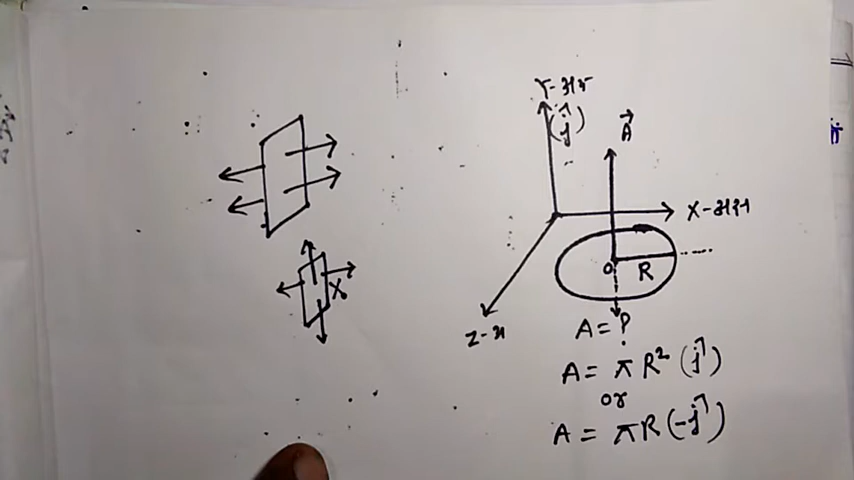 Y-अक्ष
(ĵ)
A⃗
X-अक्ष
O
R
X
Z-अ
A = ?
A = πR² (ĵ)
or
A = πR(-ĵ)